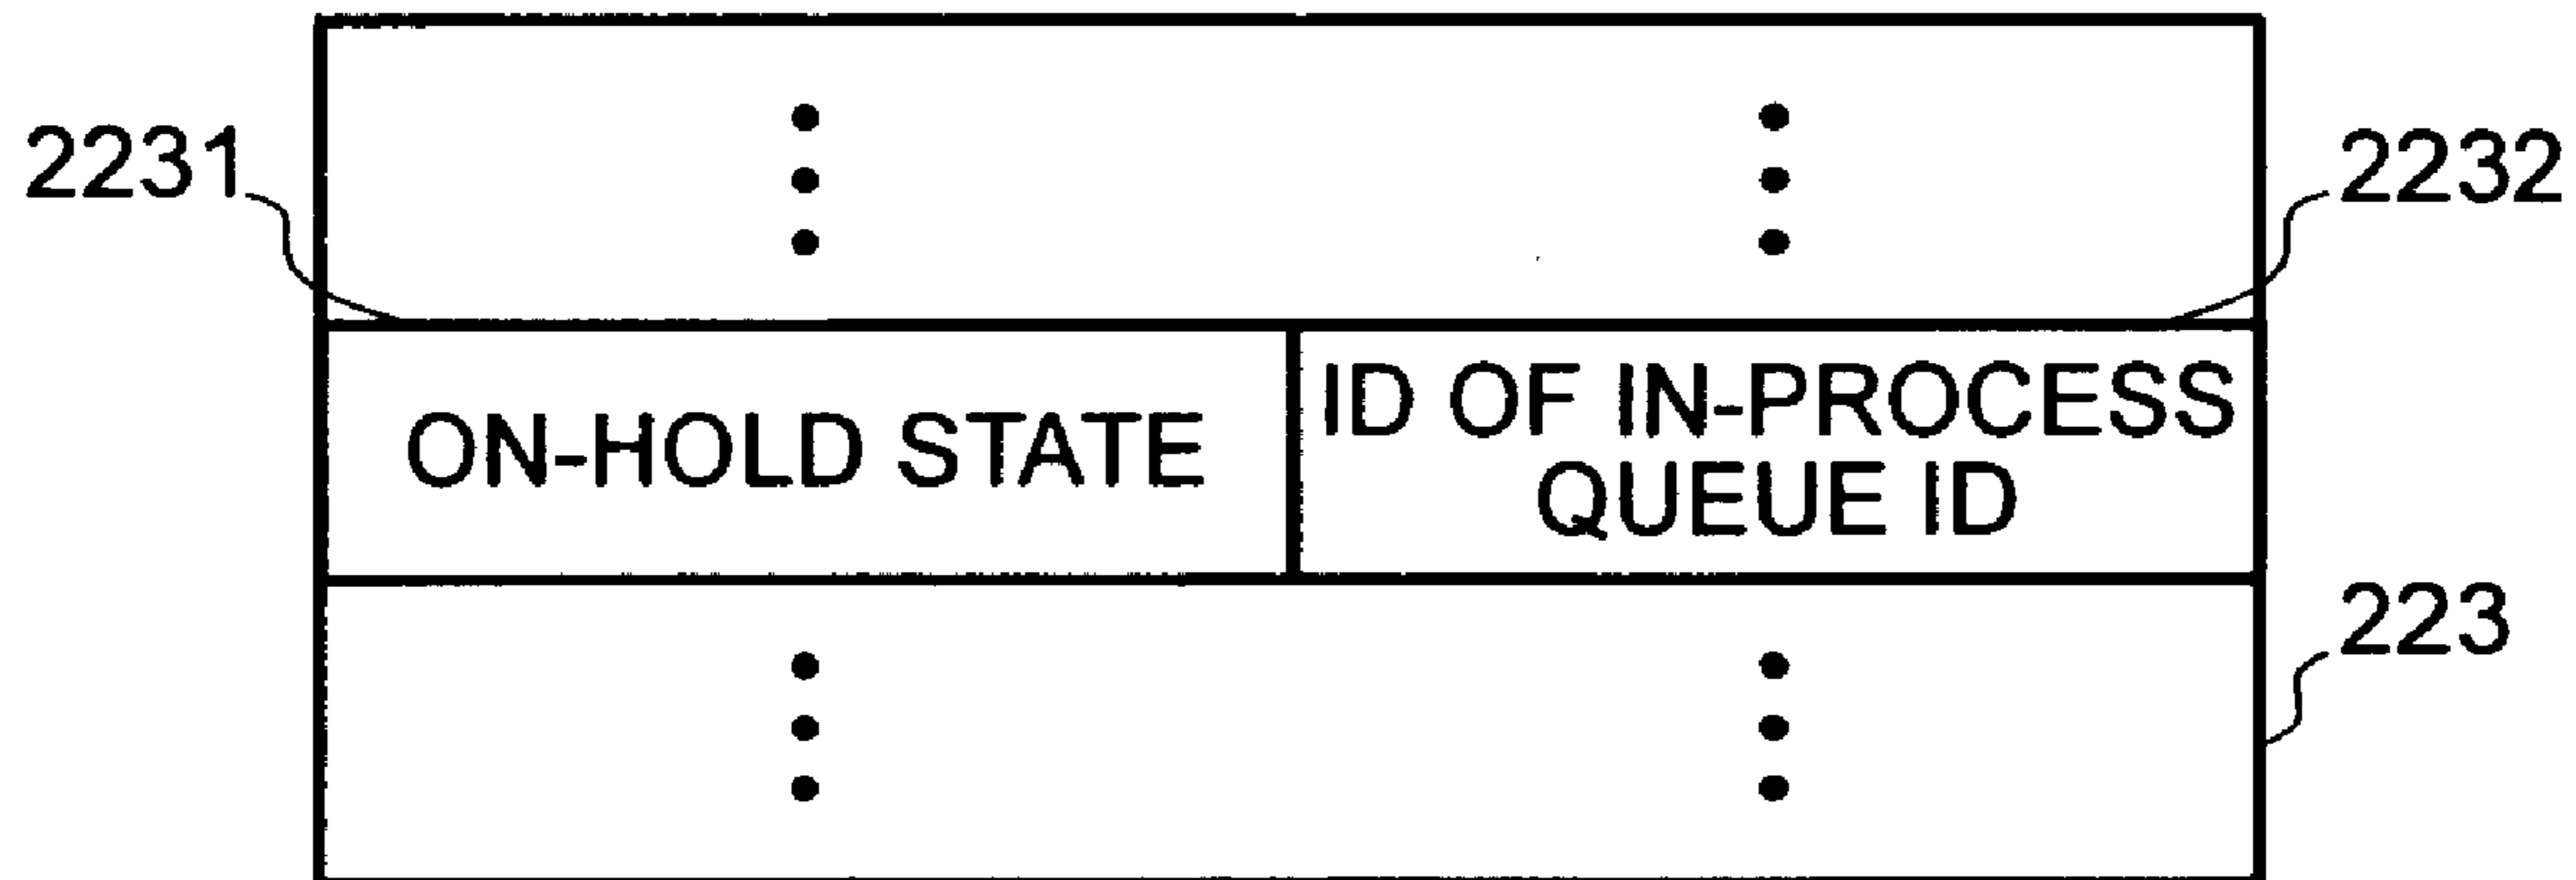 2231
2232
ON-HOLD STATE
ID OF IN-PROCESS
QUEUE ID
223